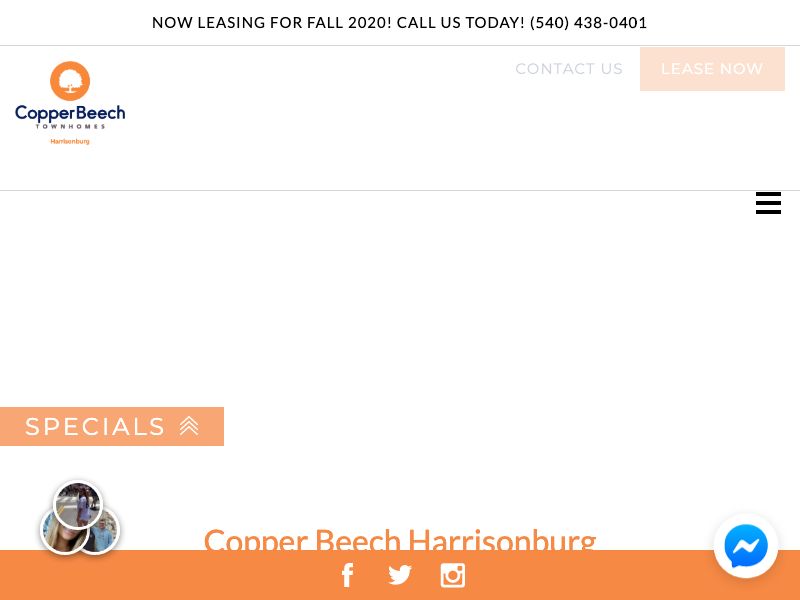 NOW LEASING FOR FALL 2020! CALL US TODAY! (540) 438-0401
CONTACT US
LEASE NOW
CopperBeech
TOWNHOMES
Harrisonburg
SPECIALS
Copper Beech Harrisonburg